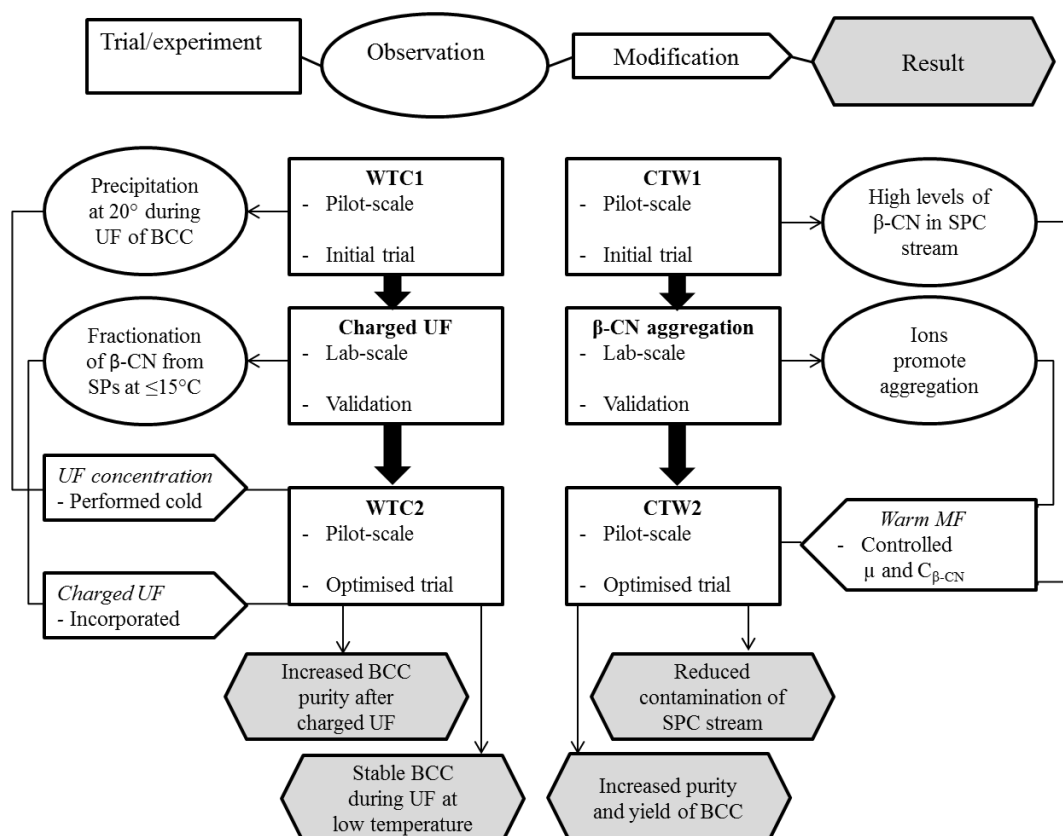 Trial/experiment
Observation
Modification
Result
Precipitation
at 20° during
UF of BCC
WTC1
- Pilot-scale
- Initial trial
CTW1
- Pilot-scale
- Initial trial
High levels of
β-CN in SPC
stream
Fractionation
of β-CN from
SPs at ≤15°C
Charged UF
- Lab-scale
- Validation
β-CN aggregation
- Lab-scale
- Validation
Ions
promote
aggregation
UF concentration
- Performed cold
WTC2
- Pilot-scale
- Optimised trial
CTW2
- Pilot-scale
- Optimised trial
Warm MF
- Controlled
µ and Cβ-CN
Charged UF
- Incorporated
Increased BCC
purity after
charged UF
Reduced
contamination of
SPC stream
Stable BCC
during UF at
low temperature
Increased purity
and yield of BCC